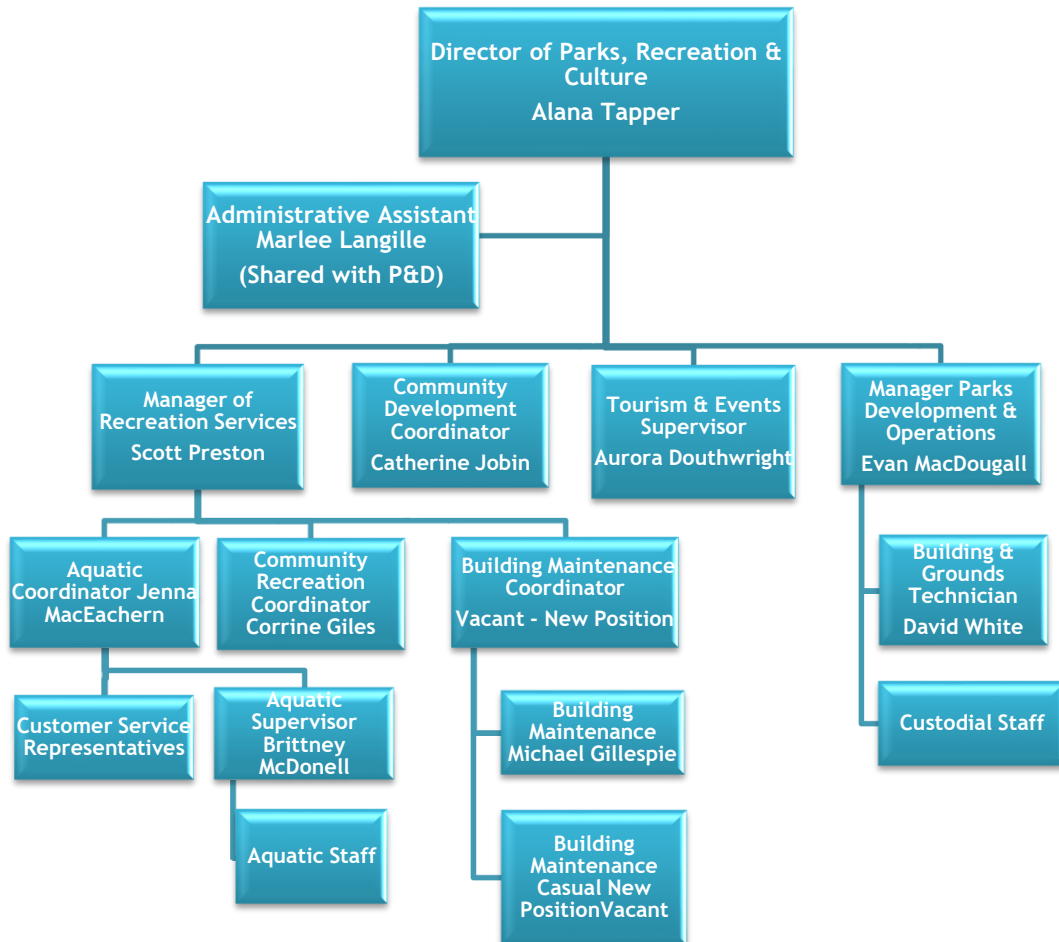 Director of Parks, Recreation &
Culture
Alana Tapper
Administrative Assistant
Marlee Langille
(Shared with P&D)
Manager of
Recreation Services
Scott Preston
Community
Development
Coordinator
Catherine Jobin
Tourism & Events
Supervisor
Aurora Douthwright
Manager Parks
Development &
Operations
Evan MacDougall
Aquatic
Coordinator Jenna
MacEachern
Community
Recreation
Coordinator
Corrine Giles
Building Maintenance
Coordinator
Vacant - New Position
Building &
Grounds
Technician
David White
Customer Service
Representatives
Aquatic
Supervisor
Brittney
McDonell
Building
Maintenance
Michael Gillespie
Custodial Staff
Aquatic Staff
Building
Maintenance
Casual New
PositionVacant